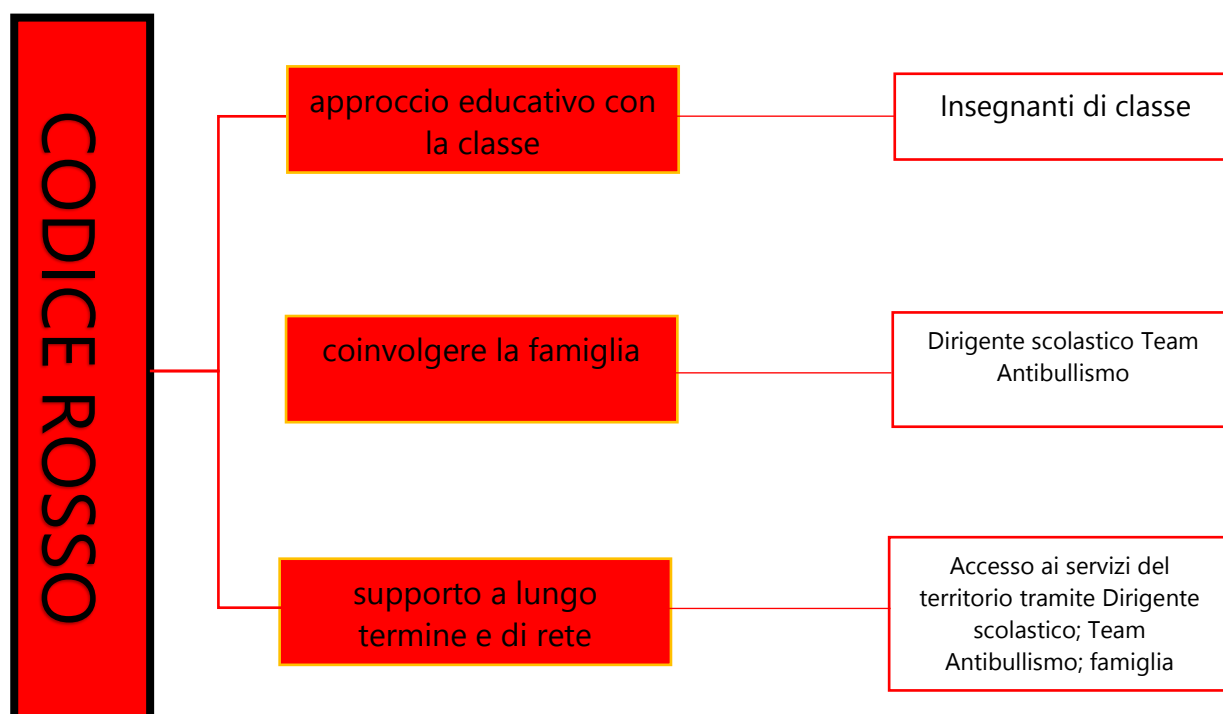 CODICE ROSSO
approccio educativo con
la classe
Insegnanti di classe
coinvolgere la famiglia
Dirigente scolastico Team
Antibullismo
supporto a lungo
termine e di rete
Accesso ai servizi del
territorio tramite Dirigente
scolastico; Team
Antibullismo; famiglia